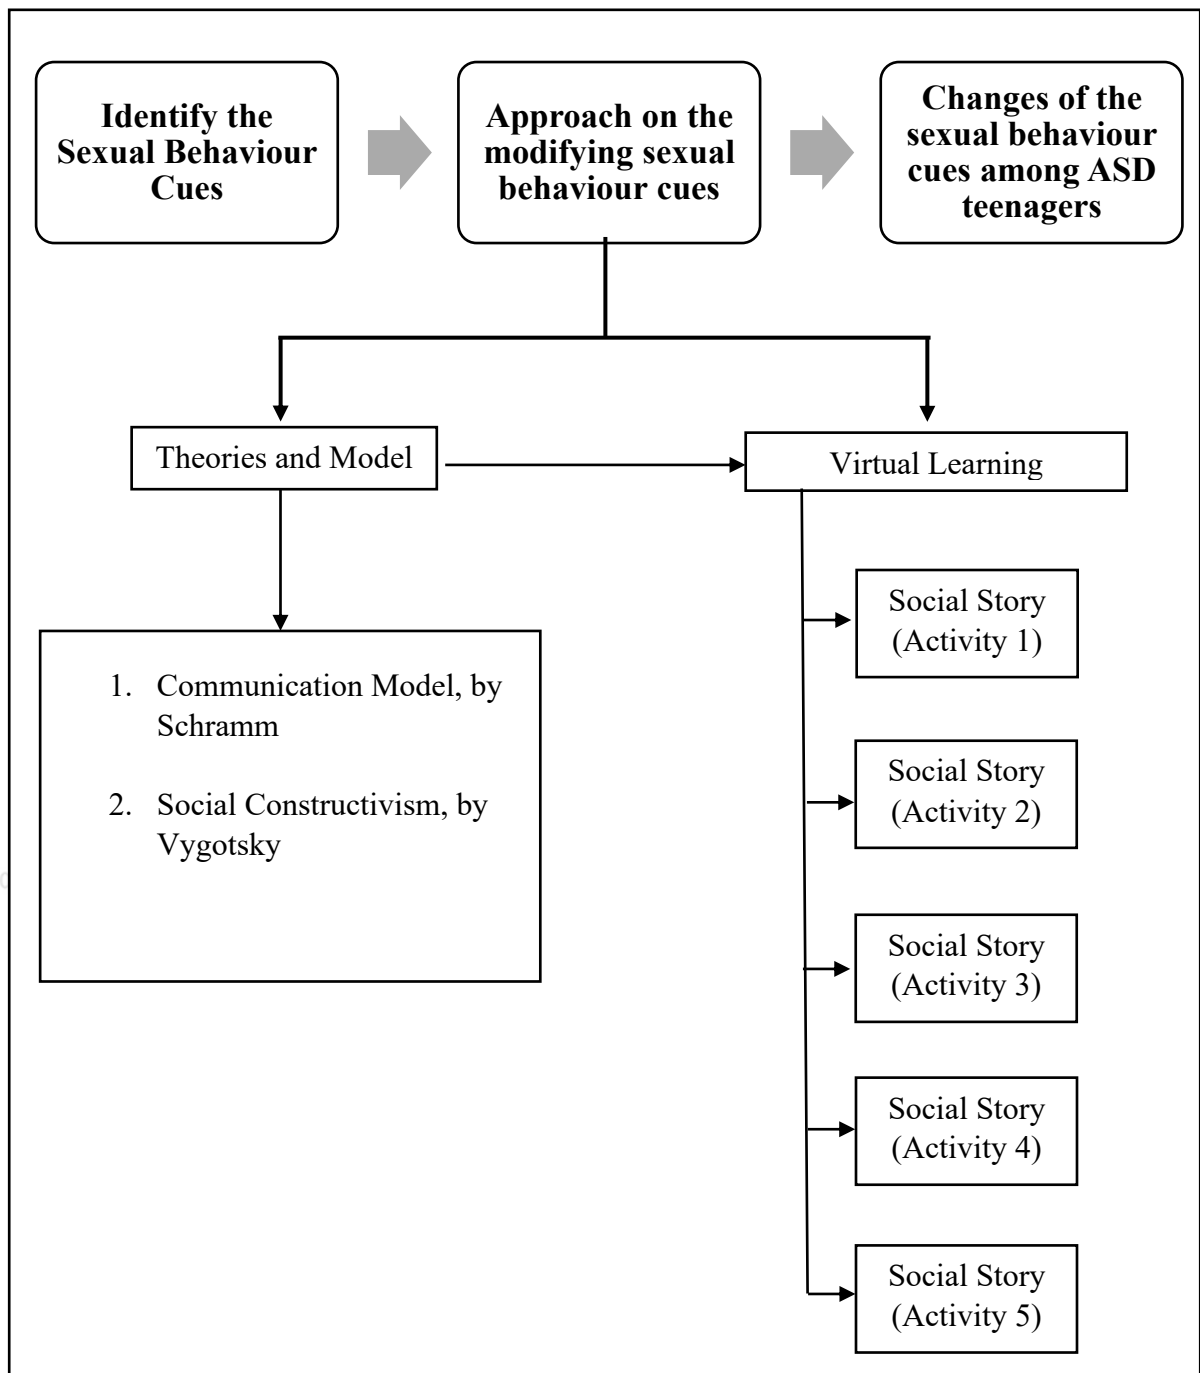 Identify the
Sexual Behaviour
Cues
Approach on the
modifying sexual
behaviour cues
Changes of the
sexual behaviour
cues among ASD
teenagers
Theories and Model
Virtual Learning
1. Communication Model, by
Schramm
2. Social Constructivism, by
Vygotsky
Social Story
(Activity 1)
Social Story
(Activity 2)
Social Story
(Activity 3)
Social Story
(Activity 4)
Social Story
(Activity 5)